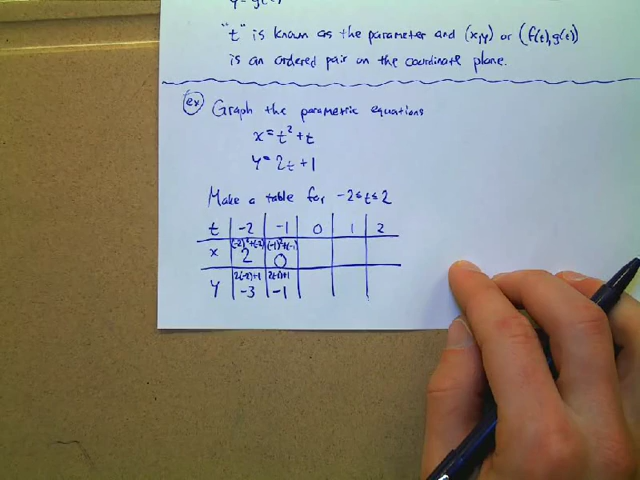 y = g(t)
"t" is known as the parameter and (x,y) or (f(t), g(t))
is an ordered pair on the coordinate plane.
ex Graph the parametric equations
x = t² + t
y = 2t + 1
Make a table for -2 ≤ t ≤ 2
t -2 -1 0 1 2
x (-2)²+(-2) (-1)²+(-1)
2 0
y 2(-2)+1 2(-1)+1
-3 -1